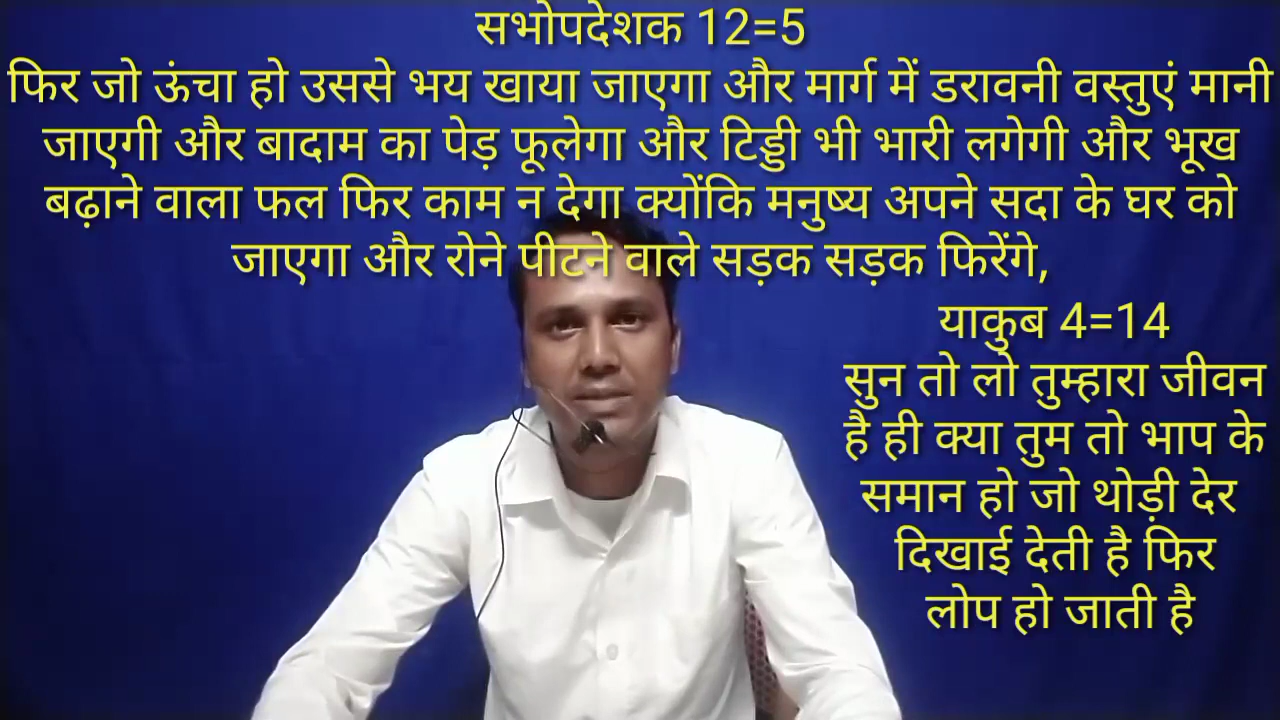 सभोपदेशक 12=5
फिर जो ऊंचा हो उससे भय खाया जाएगा और मार्ग में डरावनी वस्तुएं मानी
जाएगी और बादाम का पेड़ फूलेगा और टिड्डी भी भारी लगेगी और भूख
बढ़ाने वाला फल फिर काम न देगा क्योंकि मनुष्य अपने सदा के घर को
जाएगा और रोने पीटने वाले सड़क सड़क फिरेंगे,
याकुब 4=14
सुन तो लो तुम्हारा जीवन
है ही क्या तुम तो भाप के
समान हो जो थोड़ी देर
दिखाई देती है फिर
लोप हो जाती है